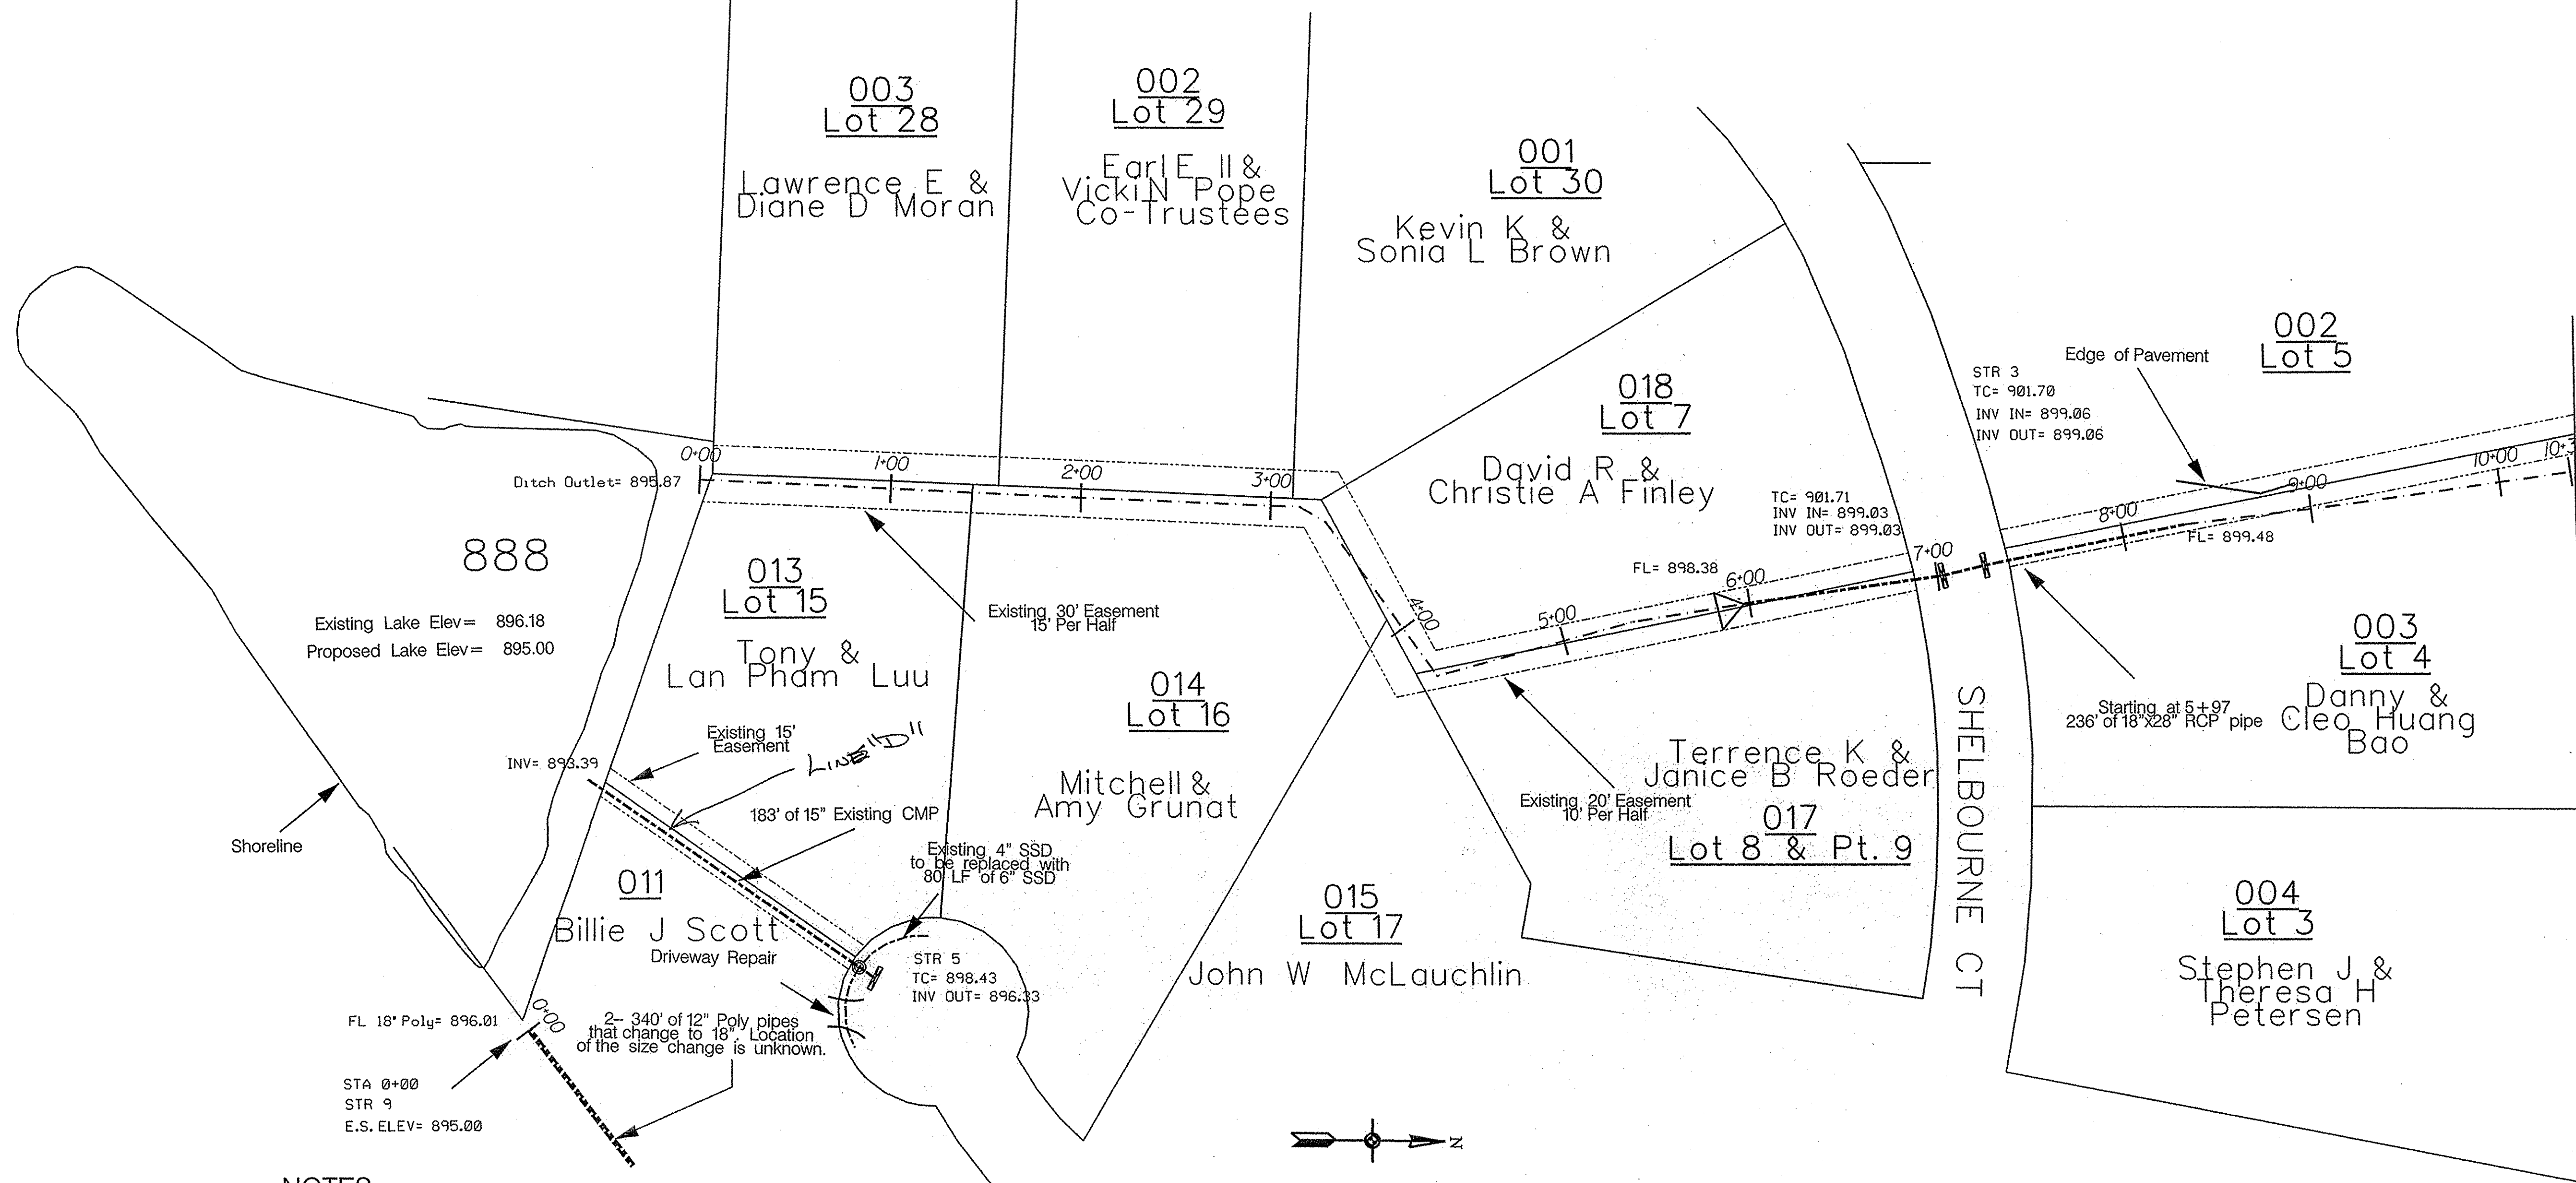 003
Lot 28
Lawrence E &
Diane D Moran
002
Lot 29
Earl E II &
Vicki N Pope
Co-Trustees
001
Lot 30
Kevin K &
Sonia L Brown
018
Lot 7
David R &
Christie A Finley
002
Lot 5
Edge of Pavement
STR 3
TC= 901.70
INV IN= 899.06
INV OUT= 899.06
TC= 901.71
INV IN= 899.03
INV OUT= 899.03
0+00
1+00
2+00
3+00
4+00
5+00
6+00
7+00
8+00
9+00
10+00
Ditch Outlet= 895.87
FL= 898.38
FL= 899.48
888
Existing Lake Elev= 896.18
Proposed Lake Elev= 895.00
013
Lot 15
Tony &
Lan Pham Luu
Existing 30' Easement
15' Per Half
014
Lot 16
Mitchell &
Amy Grunat
Existing 15'
Easement
LINE "D"
INV= 893.39
183' of 15" Existing CMP
Existing 4" SSD
to be replaced with
80 LF of 6" SSD
Shoreline
011
Billie J Scott
Driveway Repair
STR 5
TC= 898.43
INV OUT= 896.33
015
Lot 17
John W McLauchlin
Terrence K &
Janice B Roeder
Existing 20' Easement
10' Per Half
017
Lot 8 & Pt. 9
SHELBOURNE CT
Starting at 5+97
236' of 18"x28" RCP pipe
003
Lot 4
Danny &
Cleo Huang
Bao
004
Lot 3
Stephen J &
Theresa H
Petersen
FL 18" Poly= 896.01
0+00
2- 340' of 12" Poly pipes
that change to 18". Location
of the size change is unknown.
STA 0+00
STR 9
E.S. ELEV= 895.00
N
NOTES